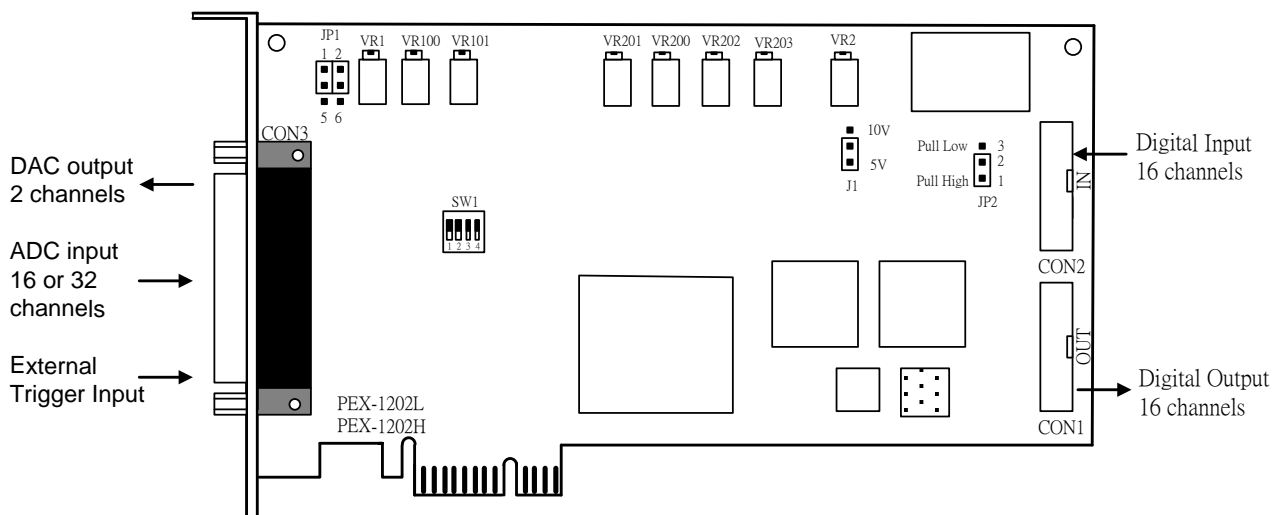 JP1
1 2
5 6
VR1
VR100
VR101
VR201
VR200
VR202
VR203
VR2
CON3
DAC output
2 channels
ADC input
16 or 32
channels
External
Trigger Input
SW1
1 2 3 4
10V
5V
J1
Pull Low
3
2
Pull High
1
JP2
IN
CON2
Digital Input
16 channels
OUT
CON1
Digital Output
16 channels
PEX-1202L
PEX-1202H